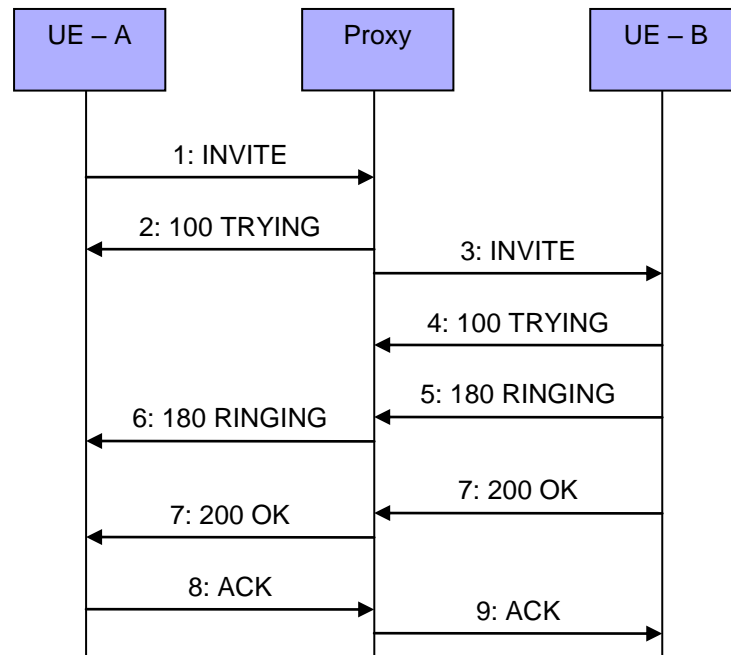 UE – A
Proxy
UE – B
1: INVITE
2: 100 TRYING
3: INVITE
4: 100 TRYING
5: 180 RINGING
6: 180 RINGING
7: 200 OK
7: 200 OK
8: ACK
9: ACK